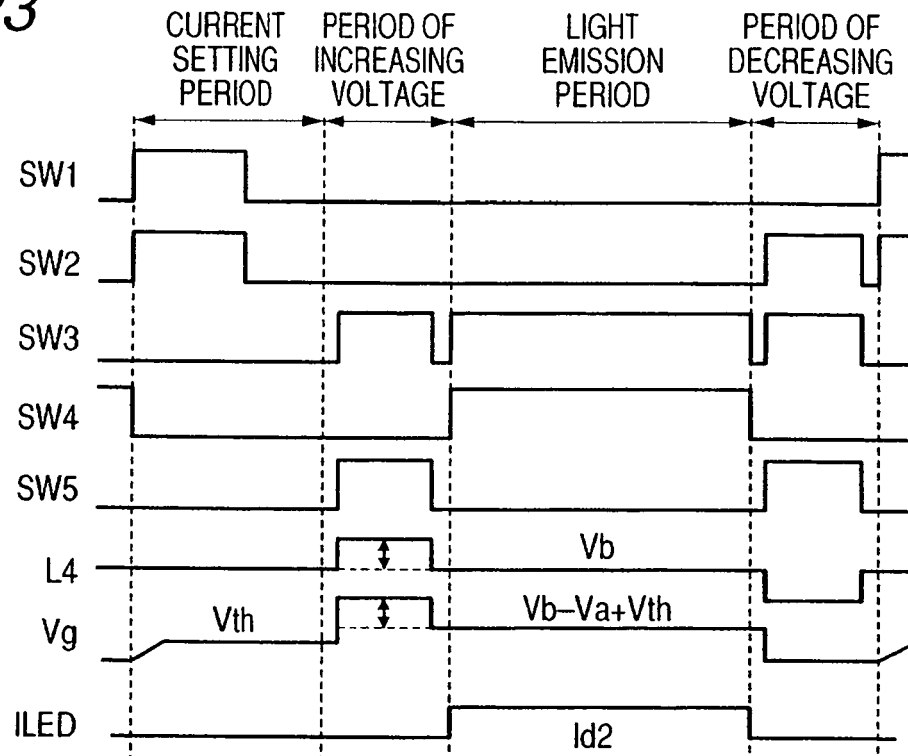 CURRENT
SETTING
PERIOD
PERIOD OF
INCREASING
VOLTAGE
LIGHT
EMISSION
PERIOD
PERIOD OF
DECREASING
VOLTAGE
SW1
SW2
SW3
SW4
SW5
L4
Vb
Vg
Vth
Vb–Va+Vth
ILED
Id2